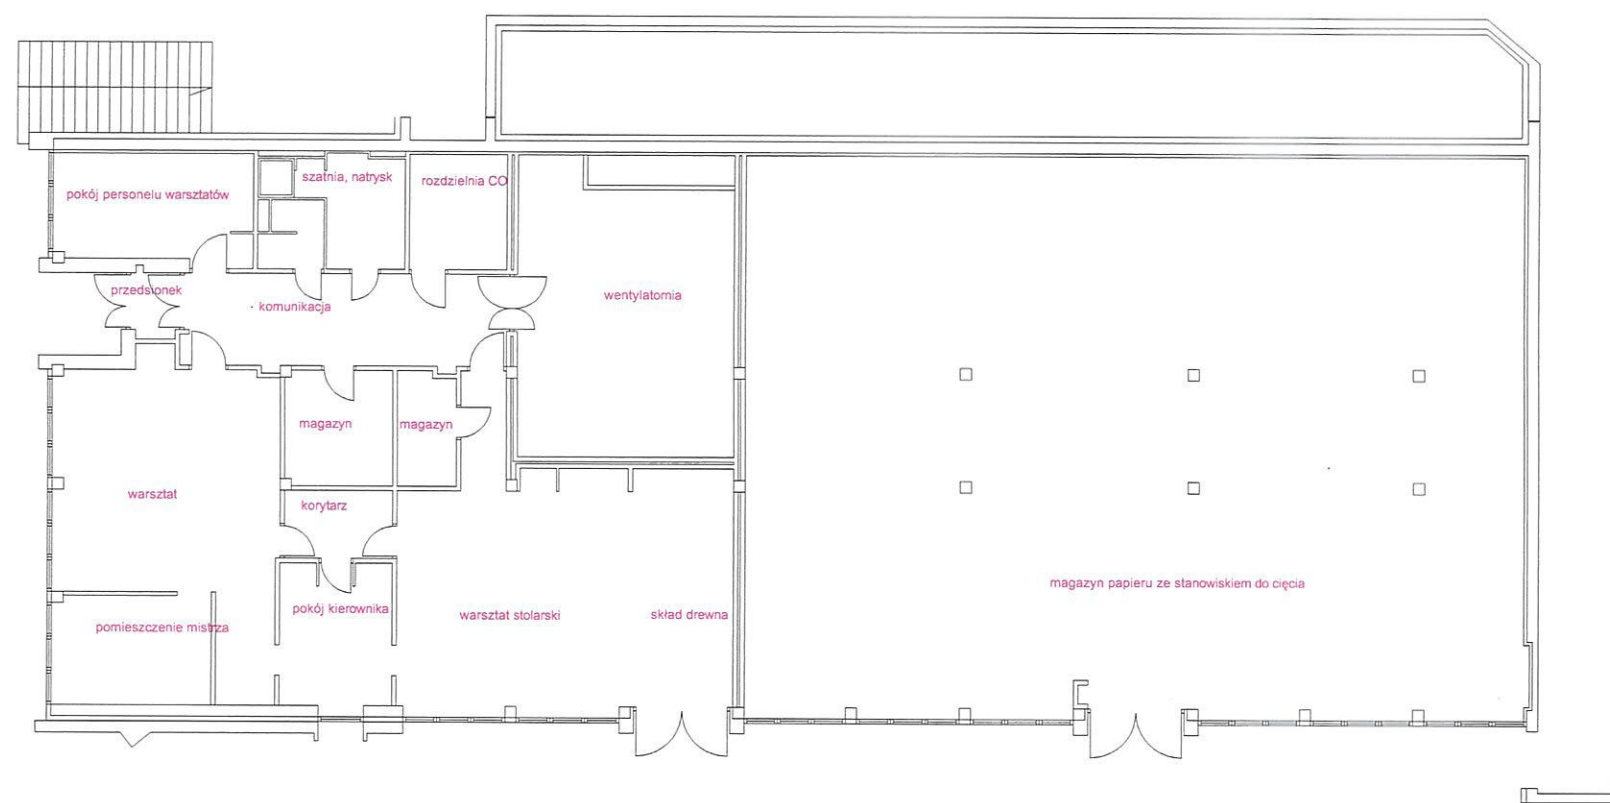 szatnia, natrysk
rozdzielnia CO
pokój personelu warsztatów
przedsionek
komunikacja
wentylatornia
magazyn
magazyn
warsztat
korytarz
magazyn papieru ze stanowiskiem do cięcia
pokój kierownika
warsztat stolarski
skład drewna
pomieszczenie mistrza